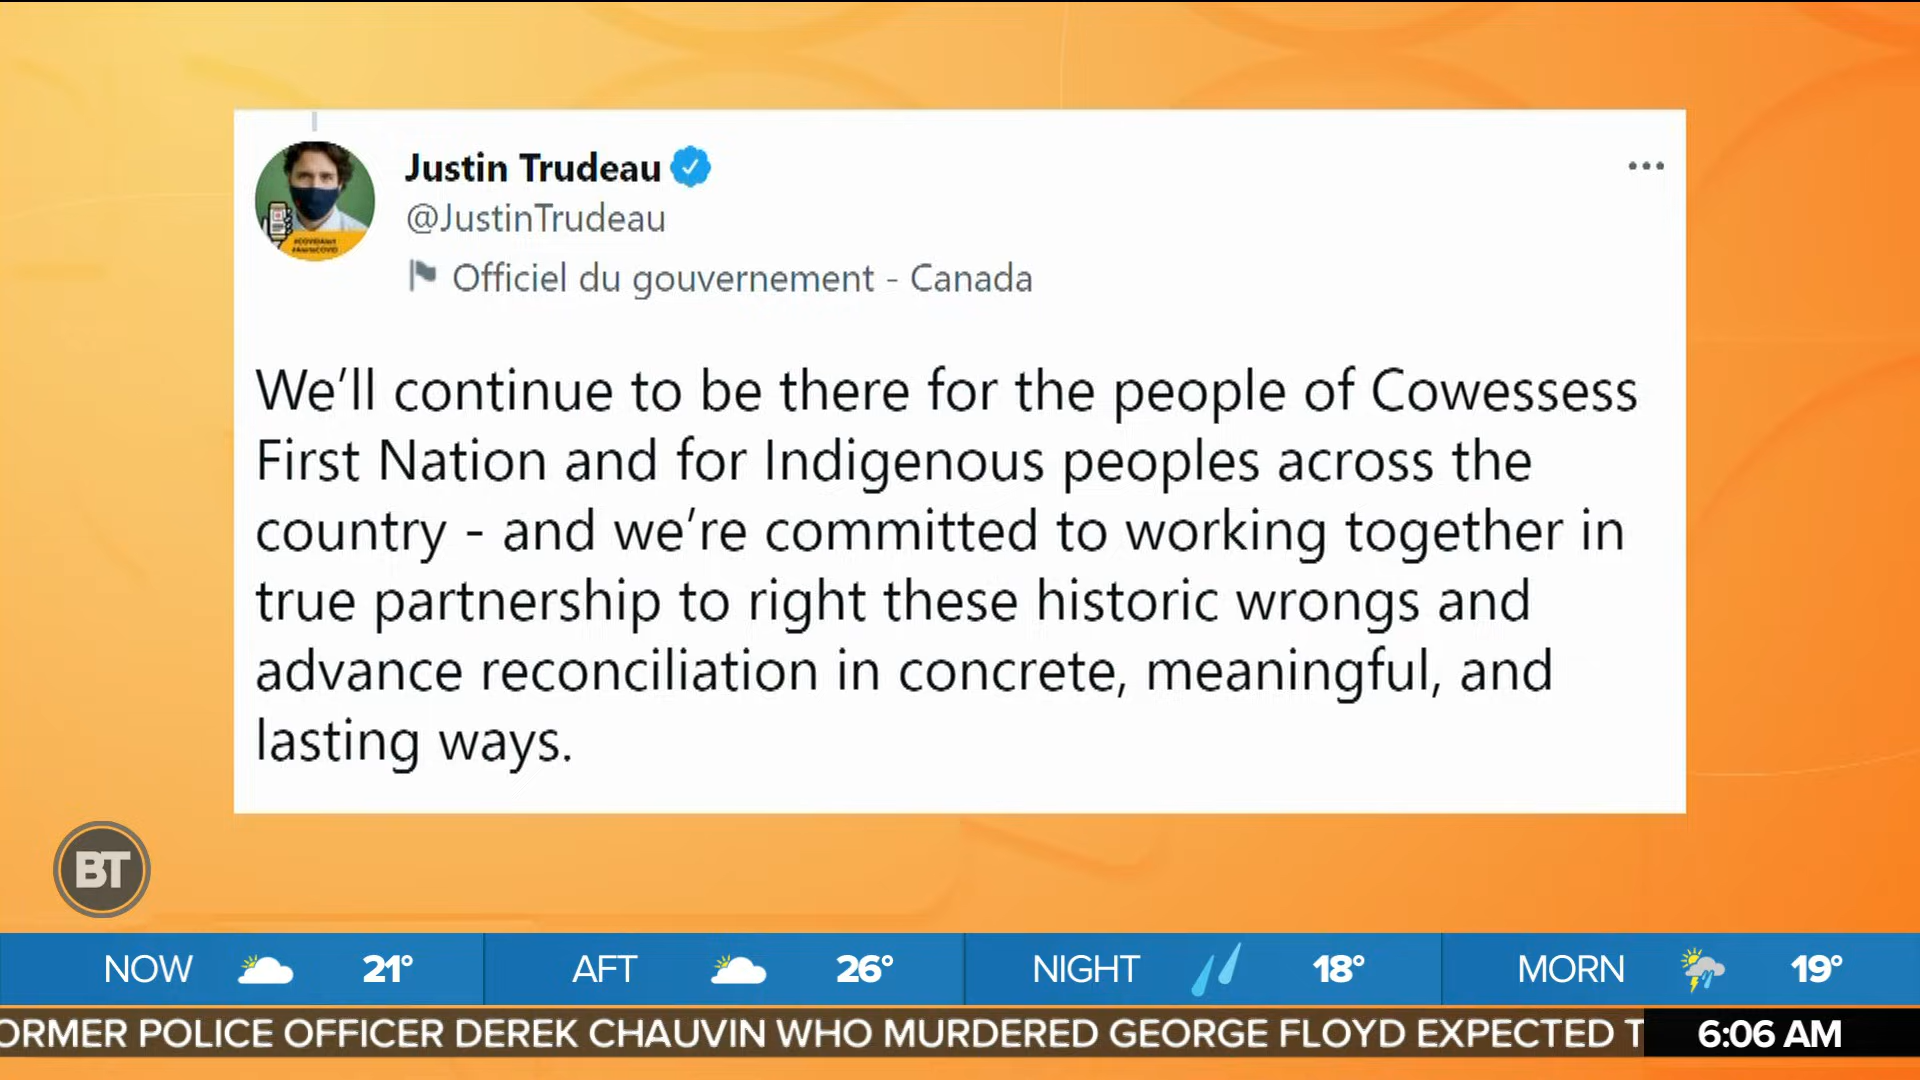 Justin Trudeau
@JustinTrudeau
Officiel du gouvernement - Canada
We'll continue to be there for the people of Cowessess
First Nation and for Indigenous peoples across the
country - and we're committed to working together in
true partnership to right these historic wrongs and
advance reconciliation in concrete, meaningful, and
lasting ways.
BT
NOW 21° AFT 26° NIGHT 18° MORN 19°
ORMER POLICE OFFICER DEREK CHAUVIN WHO MURDERED GEORGE FLOYD EXPECTED T 6:06 AM